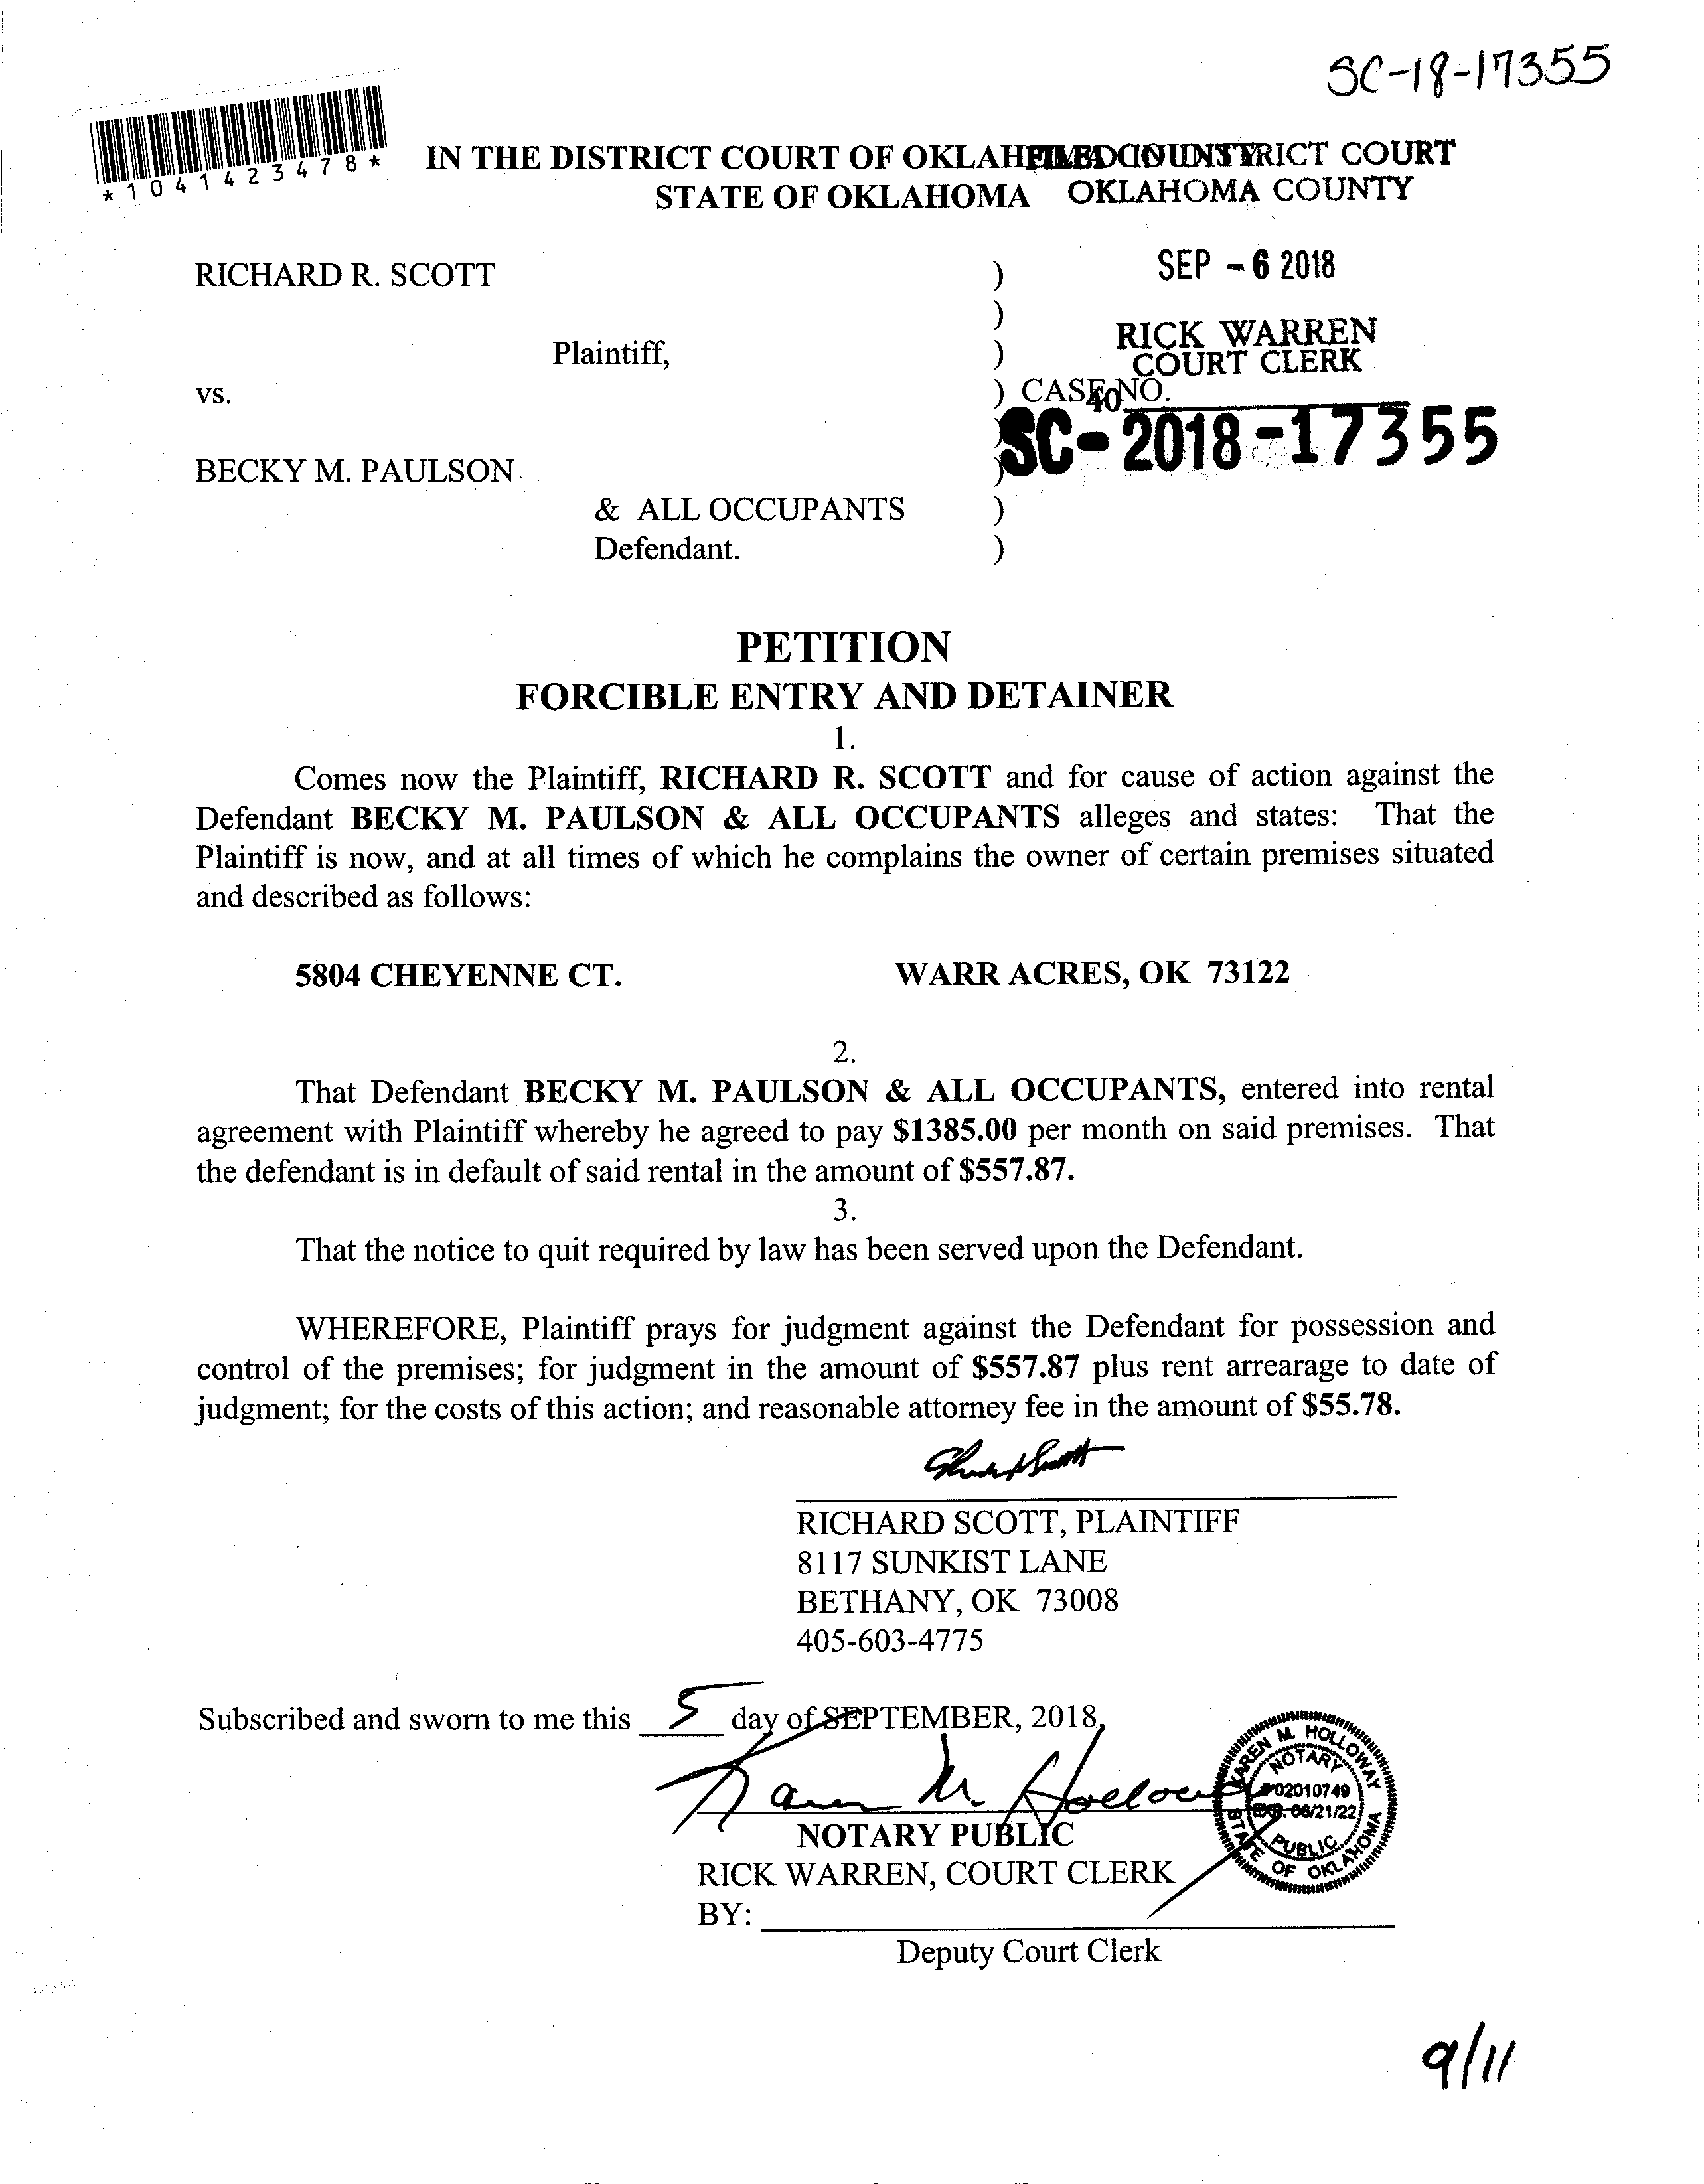 SC-18-17355
*1041423478*
IN THE DISTRICT COURT OF OKLAHOMA COUNTY
FILED IN DISTRICT COURT
STATE OF OKLAHOMA
OKLAHOMA COUNTY
SEP - 6 2018
RICHARD R. SCOTT )
)
RICK WARREN
Plaintiff, )
COURT CLERK
vs. ) CASE NO.
40
SC-2018-17355
)
BECKY M. PAULSON )
& ALL OCCUPANTS )
Defendant. )
PETITION
FORCIBLE ENTRY AND DETAINER
1.
Comes now the Plaintiff, RICHARD R. SCOTT and for cause of action against the
Defendant BECKY M. PAULSON & ALL OCCUPANTS alleges and states: That the
Plaintiff is now, and at all times of which he complains the owner of certain premises situated
and described as follows:
5804 CHEYENNE CT. WARR ACRES, OK 73122
2.
That Defendant BECKY M. PAULSON & ALL OCCUPANTS, entered into rental
agreement with Plaintiff whereby he agreed to pay $1385.00 per month on said premises. That
the defendant is in default of said rental in the amount of $557.87.
3.
That the notice to quit required by law has been served upon the Defendant.
WHEREFORE, Plaintiff prays for judgment against the Defendant for possession and
control of the premises; for judgment in the amount of $557.87 plus rent arrearage to date of
judgment; for the costs of this action; and reasonable attorney fee in the amount of $55.78.
RICHARD SCOTT, PLAINTIFF
8117 SUNKIST LANE
BETHANY, OK 73008
405-603-4775
Subscribed and sworn to me this 5 day of SEPTEMBER, 2018,
Karen M. Holloway
KAREN M. HOLLOWAY
NOTARY
#02010749
EXP. 06/21/22
PUBLIC
STATE OF OKLAHOMA
NOTARY PUBLIC
RICK WARREN, COURT CLERK
BY:
Deputy Court Clerk
9/11